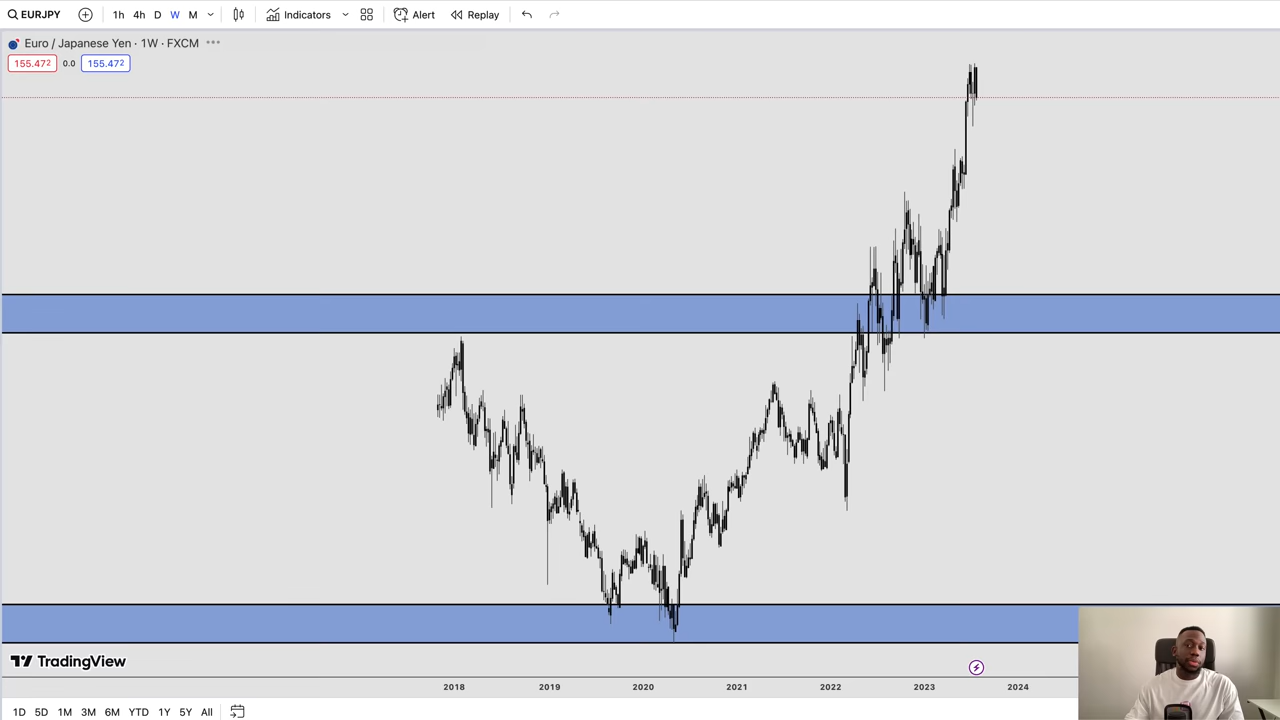 EURJPY 1h 4h D W M Indicators Alert Replay
Euro / Japanese Yen · 1W · FXCM
155.472 0.0 155.472
TradingView
2018 2019 2020 2021 2022 2023 2024
1D 5D 1M 3M 6M YTD 1Y 5Y All